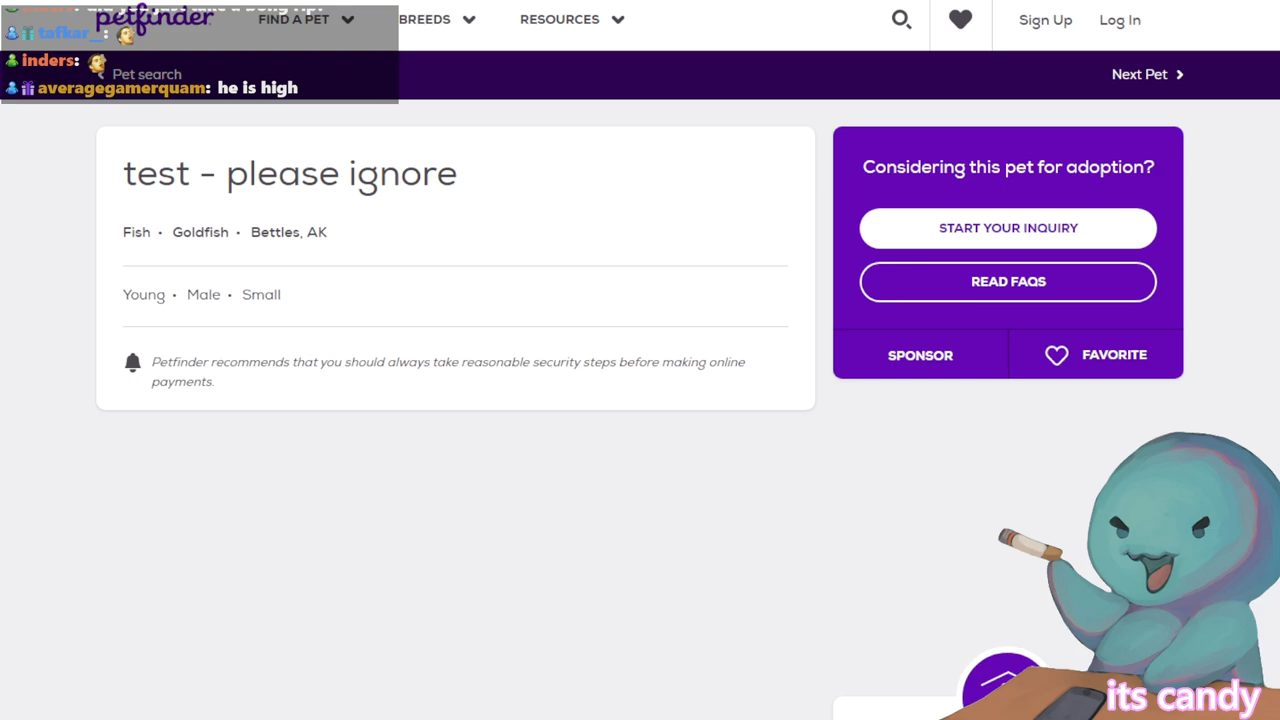 petfinder
FIND A PET
BREEDS
RESOURCES
Sign Up
Log In
tafkar_:
inders:
Pet search
averagegamerquam: he is high
Next Pet
test - please ignore
Fish • Goldfish • Bettles, AK
Young • Male • Small
Petfinder recommends that you should always take reasonable security steps before making online
payments.
Considering this pet for adoption?
START YOUR INQUIRY
READ FAQS
SPONSOR
FAVORITE
its candy